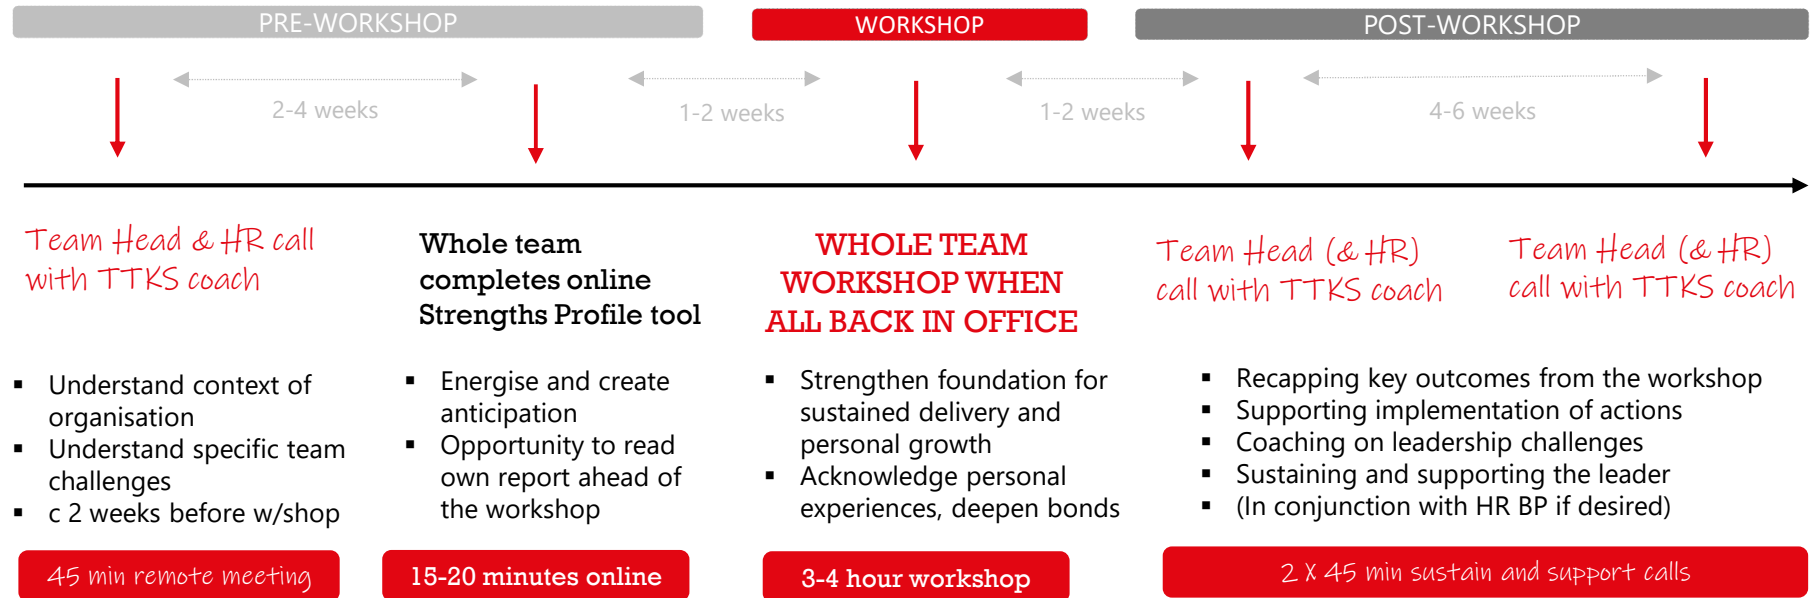 PRE-WORKSHOP
WORKSHOP
POST-WORKSHOP
2-4 weeks
1-2 weeks
1-2 weeks
4-6 weeks
Team Head & HR call
with TTKS coach
Whole team
completes online
Strengths Profile tool
WHOLE TEAM
WORKSHOP WHEN
ALL BACK IN OFFICE
Team Head (& HR)
call with TTKS coach
Team Head (& HR)
call with TTKS coach
▪ Understand context of
organisation
▪ Understand specific team
challenges
▪ c 2 weeks before w/shop
▪ Energise and create
anticipation
▪ Opportunity to read
own report ahead of
the workshop
▪ Strengthen foundation for
sustained delivery and
personal growth
▪ Acknowledge personal
experiences, deepen bonds
▪ Recapping key outcomes from the workshop
▪ Supporting implementation of actions
▪ Coaching on leadership challenges
▪ Sustaining and supporting the leader
▪ (In conjunction with HR BP if desired)
45 min remote meeting
15-20 minutes online
3-4 hour workshop
2 X 45 min sustain and support calls